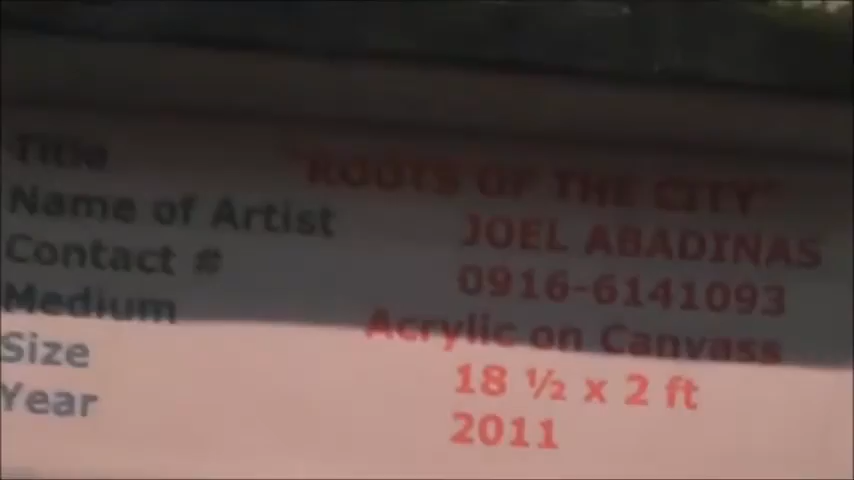 Title "ROOTS OF THE CITY"
Name of Artist JOEL ABADINAS
Contact # 0916-6141093
Medium Acrylic on Canvass
Size 18 ½ x 2 ft
Year 2011